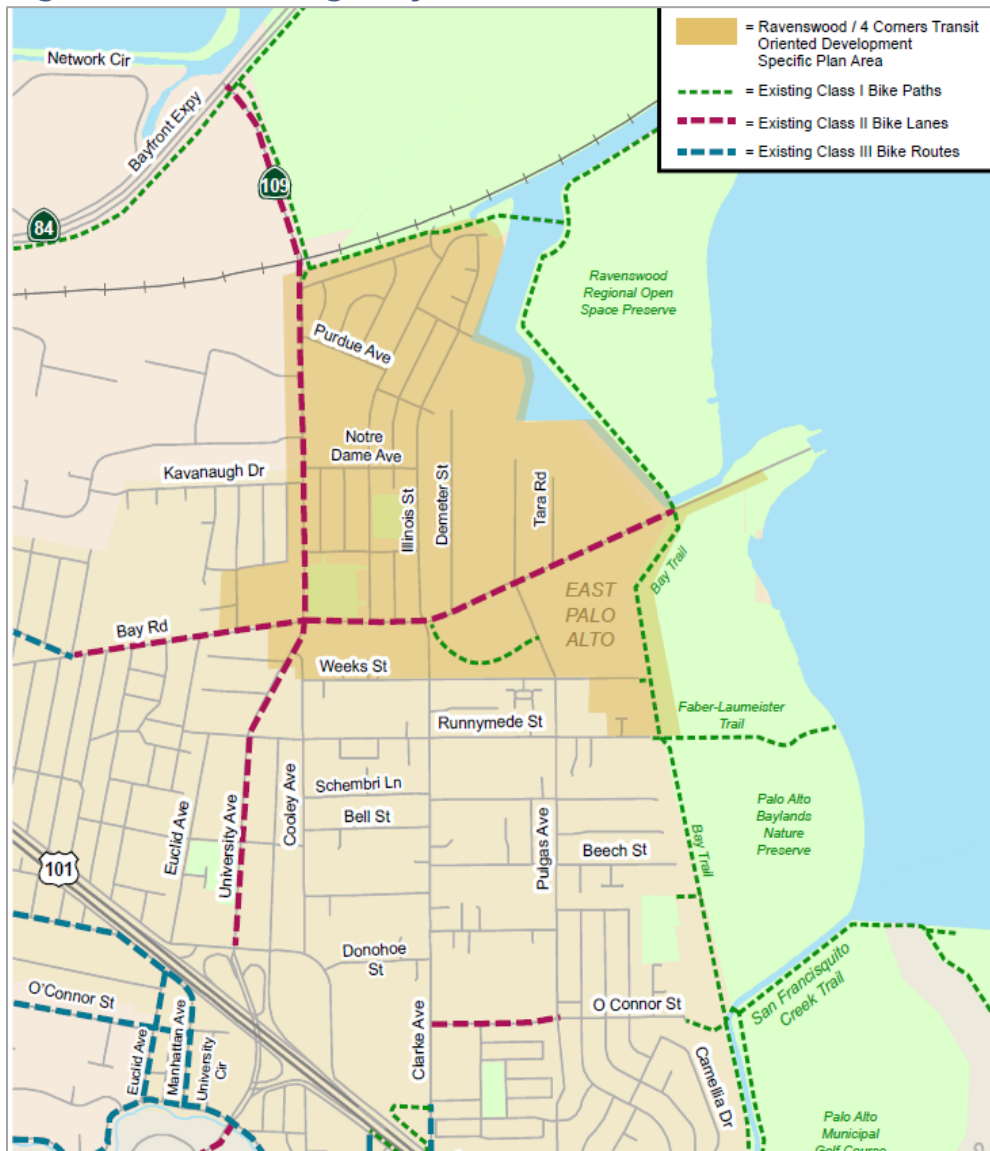 = Ravenswood / 4 Corners Transit
Oriented Development
Specific Plan Area
= Existing Class I Bike Paths
= Existing Class II Bike Lanes
= Existing Class III Bike Routes
Network Cir
Bayfront Expy
109
84
Ravenswood
Regional Open
Space Preserve
Purdue Ave
Notre
Dame Ave
Kavanaugh Dr
Illinois St
Demeter St
Tara Rd
Bay Trail
EAST
PALO
ALTO
Bay Rd
Weeks St
Faber-Laumeister
Trail
Runnymede St
Schembri Ln
Bell St
Cooley Ave
Euclid Ave
University Ave
Pulgas Ave
Beech St
Bay Trail
Palo Alto
Baylands
Nature
Preserve
101
Donohoe
St
O'Connor St
O Connor St
San Francisquito
Creek Trail
Euclid Ave
Manhattan Ave
University
Cir
Clarke Ave
Camellia Dr
Palo Alto
Municipal
Golf Course